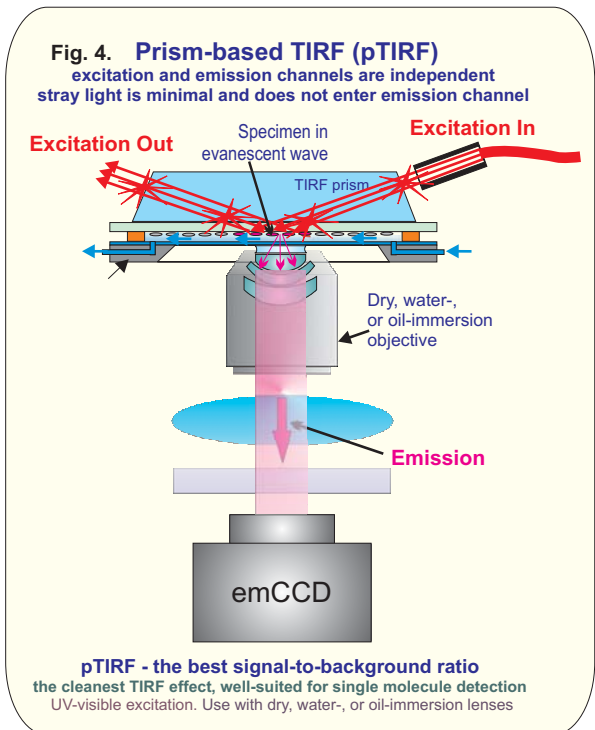 Fig. 4. Prism-based TIRF (pTIRF)
excitation and emission channels are independent
stray light is minimal and does not enter emission channel
Excitation Out
Specimen in
evanescent wave
Excitation In
TIRF prism
Dry, water-,
or oil-immersion
objective
Emission
emCCD
pTIRF - the best signal-to-background ratio
the cleanest TIRF effect, well-suited for single molecule detection
UV-visible excitation. Use with dry, water-, or oil-immersion lenses